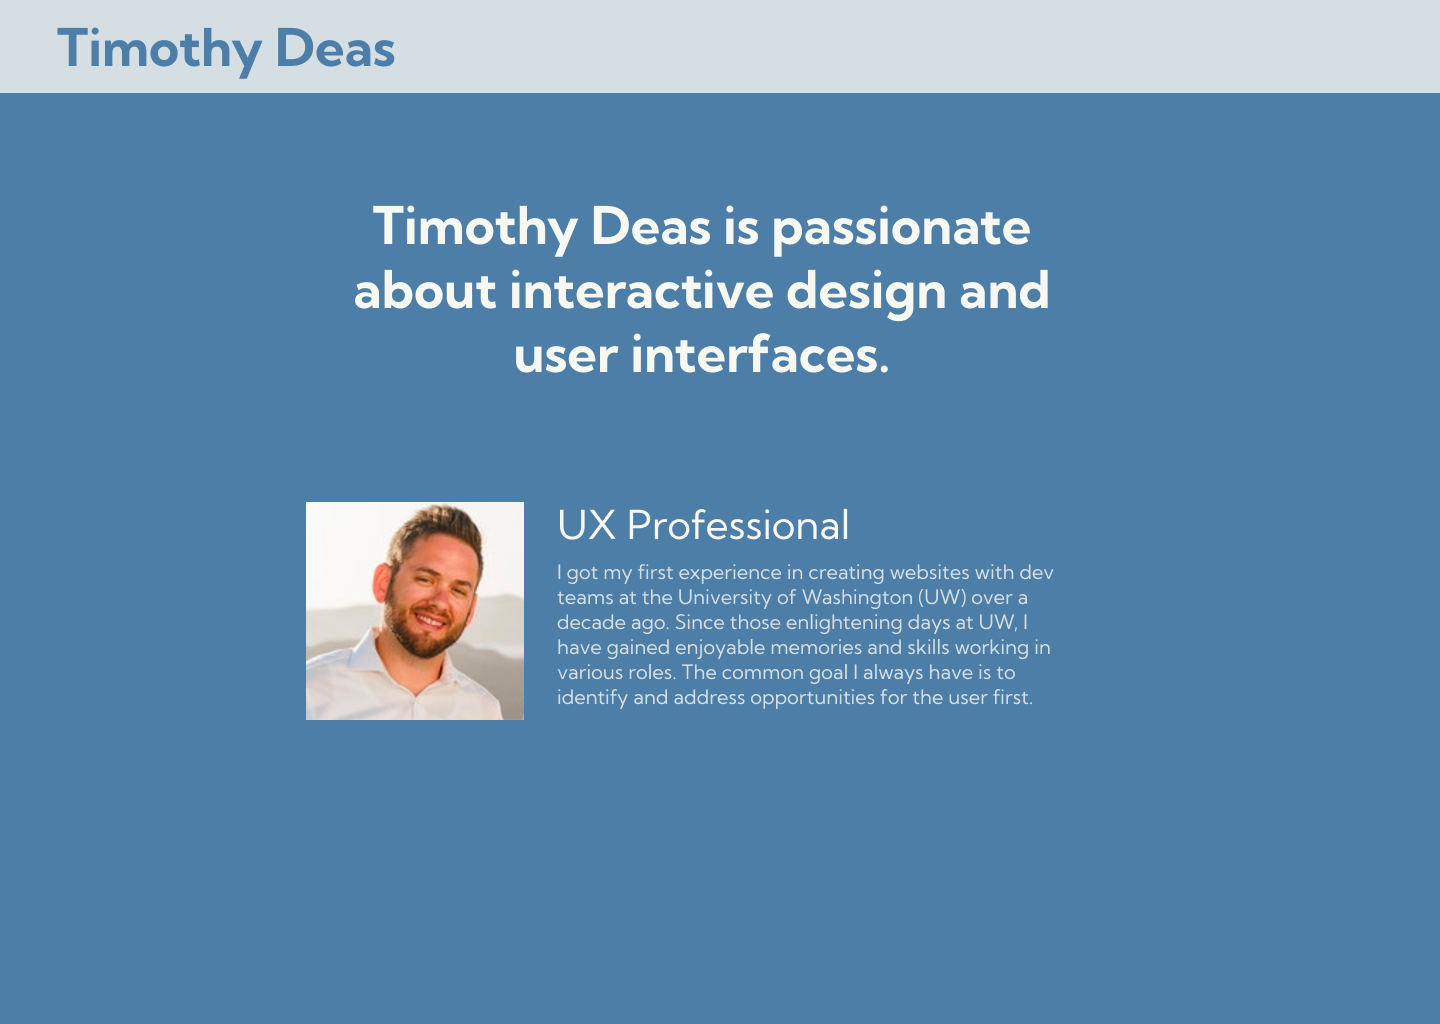 Timothy Deas
Timothy Deas is passionate
about interactive design and
user interfaces.
UX Professional
I got my first experience in creating websites with dev
teams at the University of Washington (UW) over a
decade ago. Since those enlightening days at UW, I
have gained enjoyable memories and skills working in
various roles. The common goal I always have is to
identify and address opportunities for the user first.